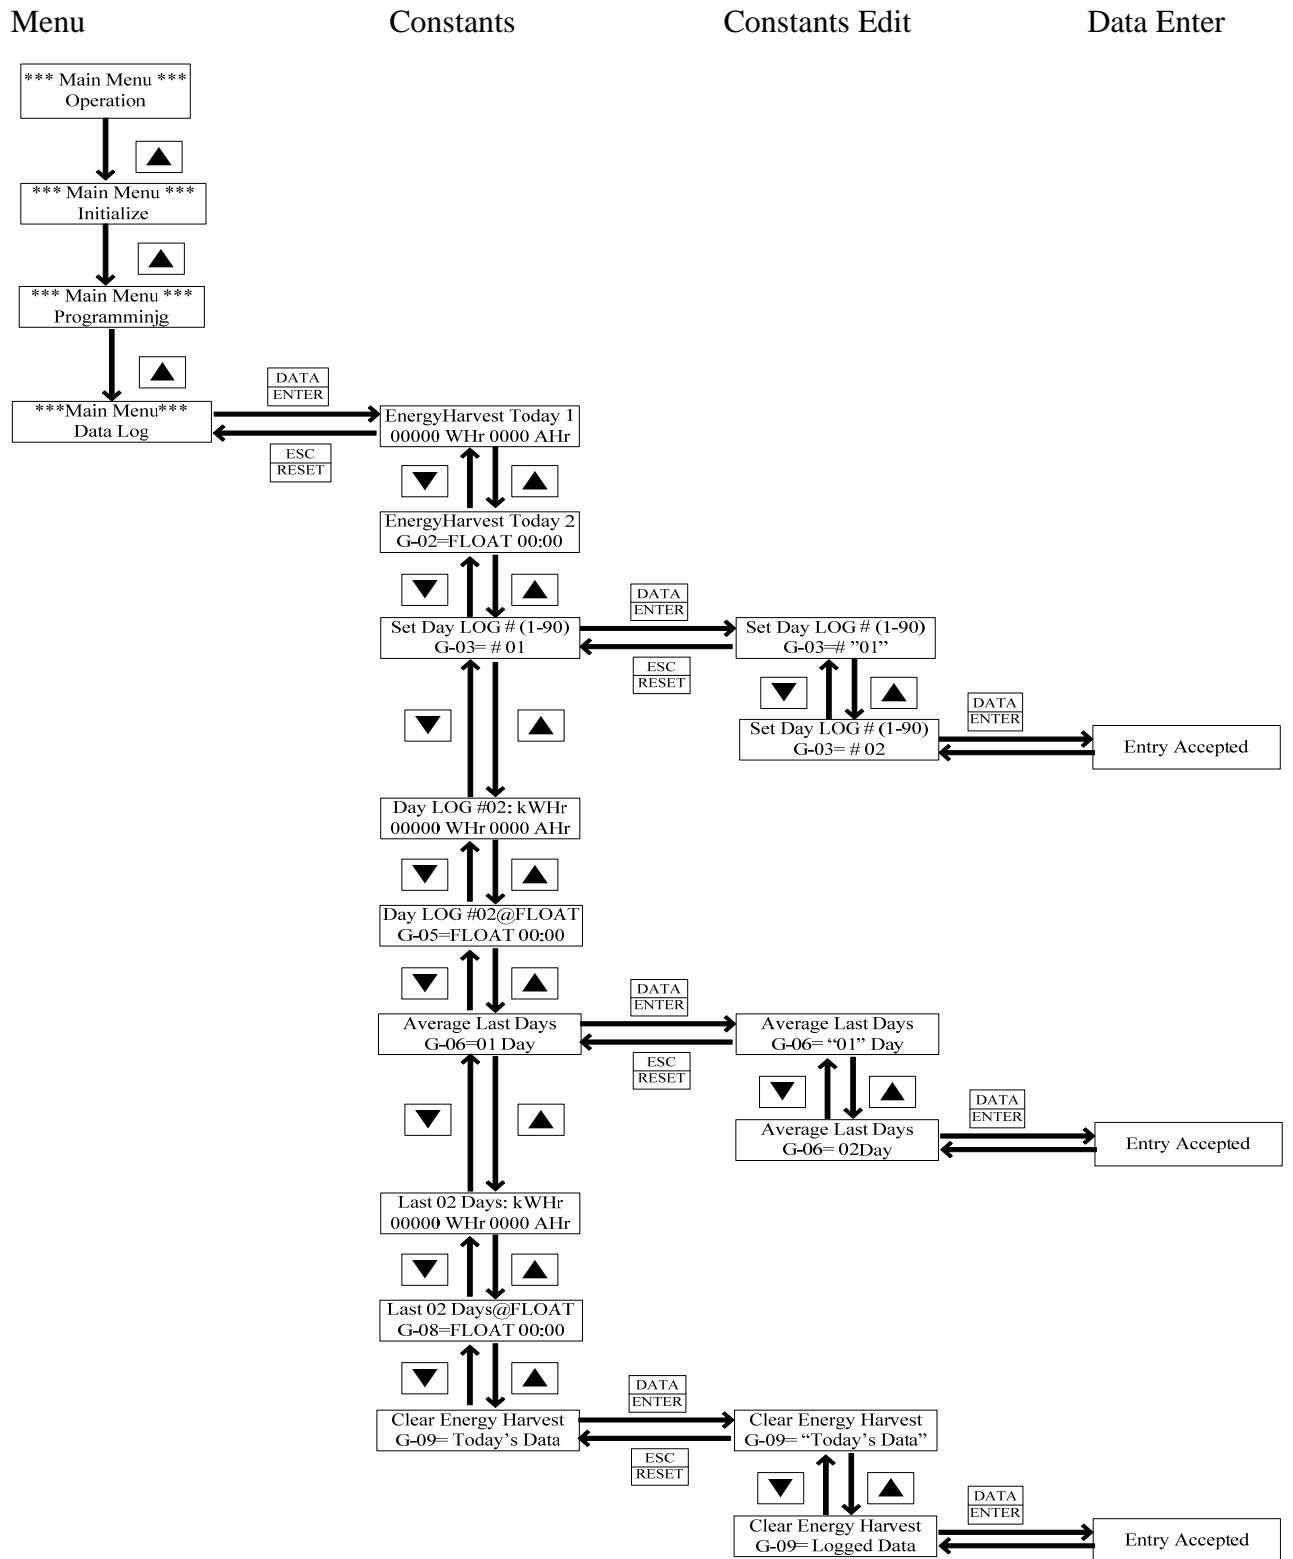 Menu
Constants
Constants Edit
Data Enter
*** Main Menu ***
Operation
*** Main Menu ***
Initialize
*** Main Menu ***
Programminjg
***Main Menu***
Data Log
DATA
ENTER
ESC
RESET
EnergyHarvest Today 1
00000 WHr 0000 AHr
EnergyHarvest Today 2
G-02=FLOAT 00:00
Set Day LOG # (1-90)
G-03= # 01
DATA
ENTER
ESC
RESET
Set Day LOG # (1-90)
G-03=# ”01”
Set Day LOG # (1-90)
G-03= # 02
DATA
ENTER
Entry Accepted
Day LOG #02: kWHr
00000 WHr 0000 AHr
Day LOG #02@FLOAT
G-05=FLOAT 00:00
Average Last Days
G-06=01 Day
DATA
ENTER
ESC
RESET
Average Last Days
G-06= “01” Day
Average Last Days
G-06= 02Day
DATA
ENTER
Entry Accepted
Last 02 Days: kWHr
00000 WHr 0000 AHr
Last 02 Days@FLOAT
G-08=FLOAT 00:00
Clear Energy Harvest
G-09= Today’s Data
DATA
ENTER
ESC
RESET
Clear Energy Harvest
G-09= “Today’s Data”
Clear Energy Harvest
G-09= Logged Data
DATA
ENTER
Entry Accepted